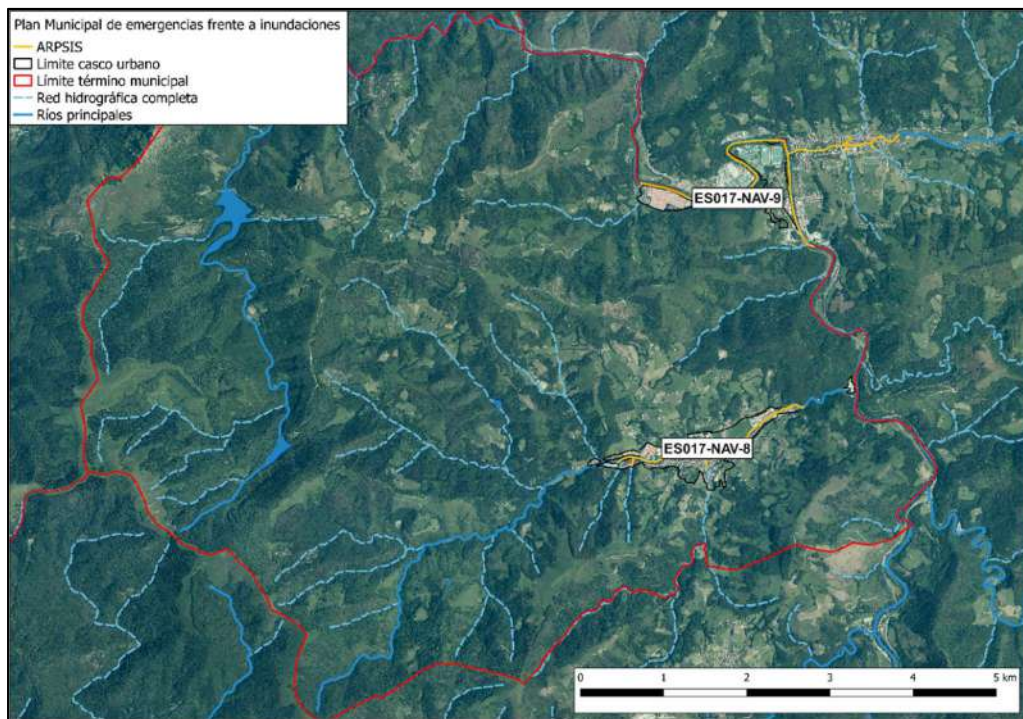 Plan Municipal de emergencias frente a inundaciones
ARPSIS
Limite casco urbano
Límite término municipal
Red hidrográfica completa
Ríos principales
ES017-NAV-9
ES017-NAV-8
0 1 2 3 4 5 km